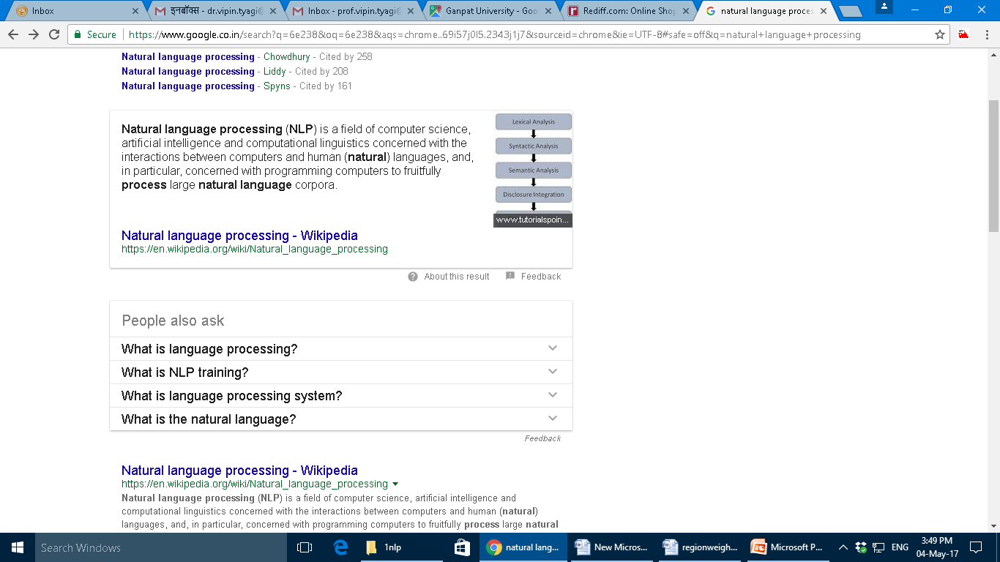 Inbox
इनबॉक्स - dr.vipin.tyagi@
Inbox - prof.vipin.tyagi@
Ganpat University - Goo
Rediff.com: Online Shop
natural language proces
Secure
https://www.google.co.in/search?q=6e238&oq=6e238&aqs=chrome..69i57j0l5.2343j1j7&sourceid=chrome&ie=UTF-8#safe=off&q=natural+language+processing
Natural language processing - Chowdhury - Cited by 258
Natural language processing - Liddy - Cited by 208
Natural language processing - Spyns - Cited by 161
Natural language processing (NLP) is a field of computer science,
artificial intelligence and computational linguistics concerned with the
interactions between computers and human (natural) languages, and,
in particular, concerned with programming computers to fruitfully
process large natural language corpora.
Lexical Analysis
Syntactic Analysis
Semantic Analysis
Disclosure Integration
www.tutorialspoin...
Natural language processing - Wikipedia
https://en.wikipedia.org/wiki/Natural_language_processing
About this result
Feedback
People also ask
What is language processing?
What is NLP training?
What is language processing system?
What is the natural language?
Feedback
Natural language processing - Wikipedia
https://en.wikipedia.org/wiki/Natural_language_processing
Natural language processing (NLP) is a field of computer science, artificial intelligence and
computational linguistics concerned with the interactions between computers and human (natural)
languages, and, in particular, concerned with programming computers to fruitfully process large natural
Search Windows
1nlp
natural lang...
New Micros...
regionweigh...
Microsoft P...
ENG
3:49 PM
04-May-17